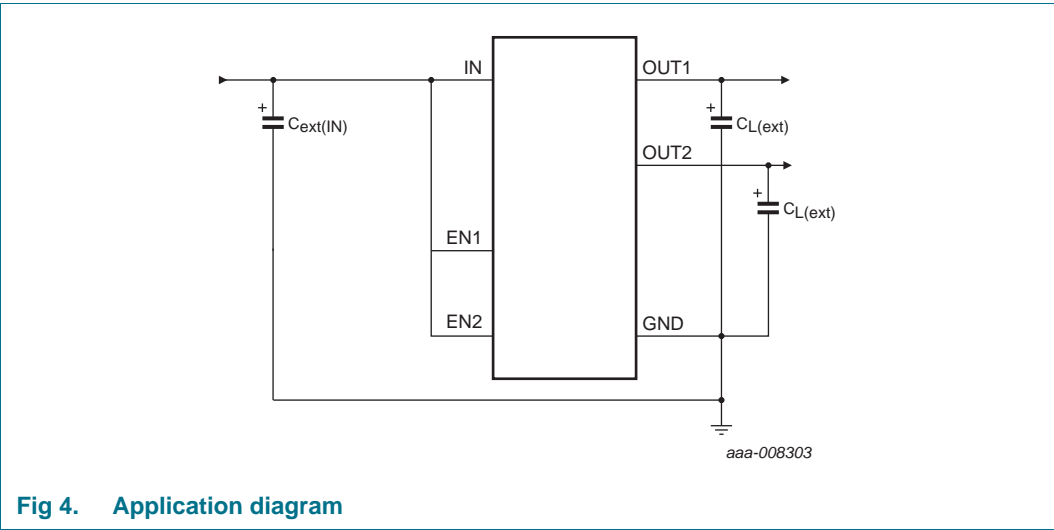 IN
OUT1
+
Cext(IN)
+
CL(ext)
OUT2
+
CL(ext)
EN1
EN2
GND
aaa-008303
Fig 4. Application diagram